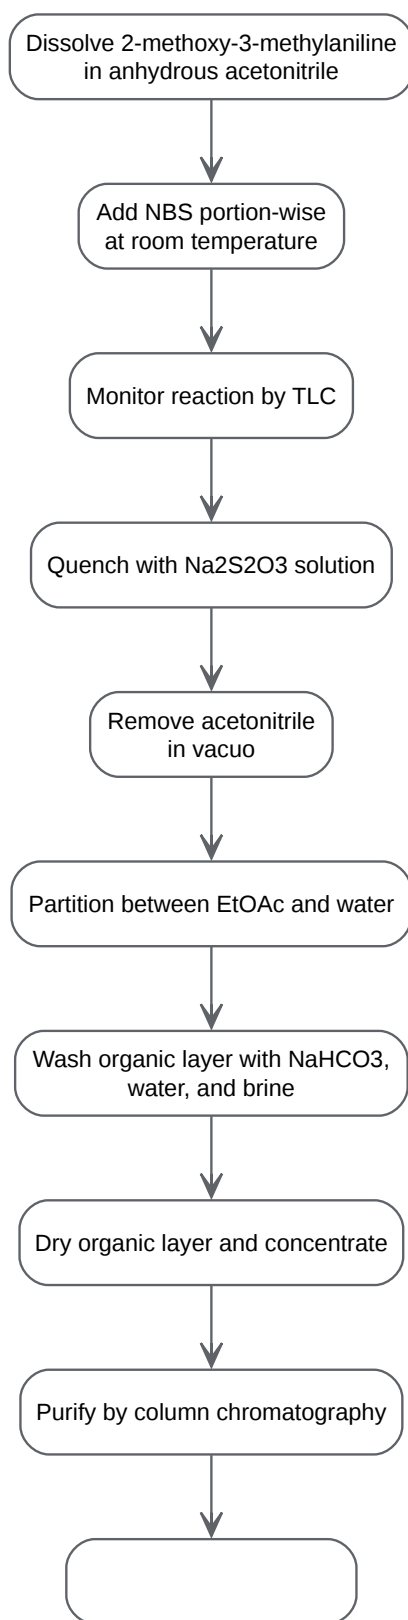 Dissolve 2-methoxy-3-methylaniline
in anhydrous acetonitrile
Add NBS portion-wise
at room temperature
Monitor reaction by TLC
Quench with Na2S2O3 solution
Remove acetonitrile
in vacuo
Partition between EtOAc and water
Wash organic layer with NaHCO3,
water, and brine
Dry organic layer and concentrate
Purify by column chromatography